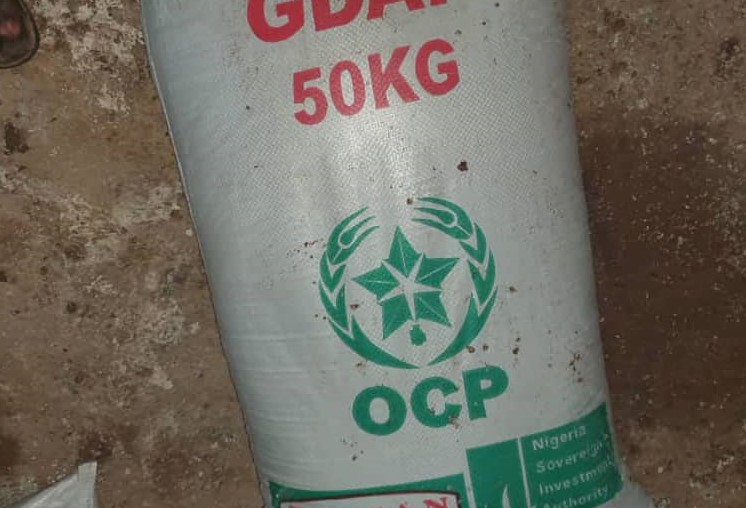 50KG
OCP
Nigeria
Sovereign
Investment
Authority